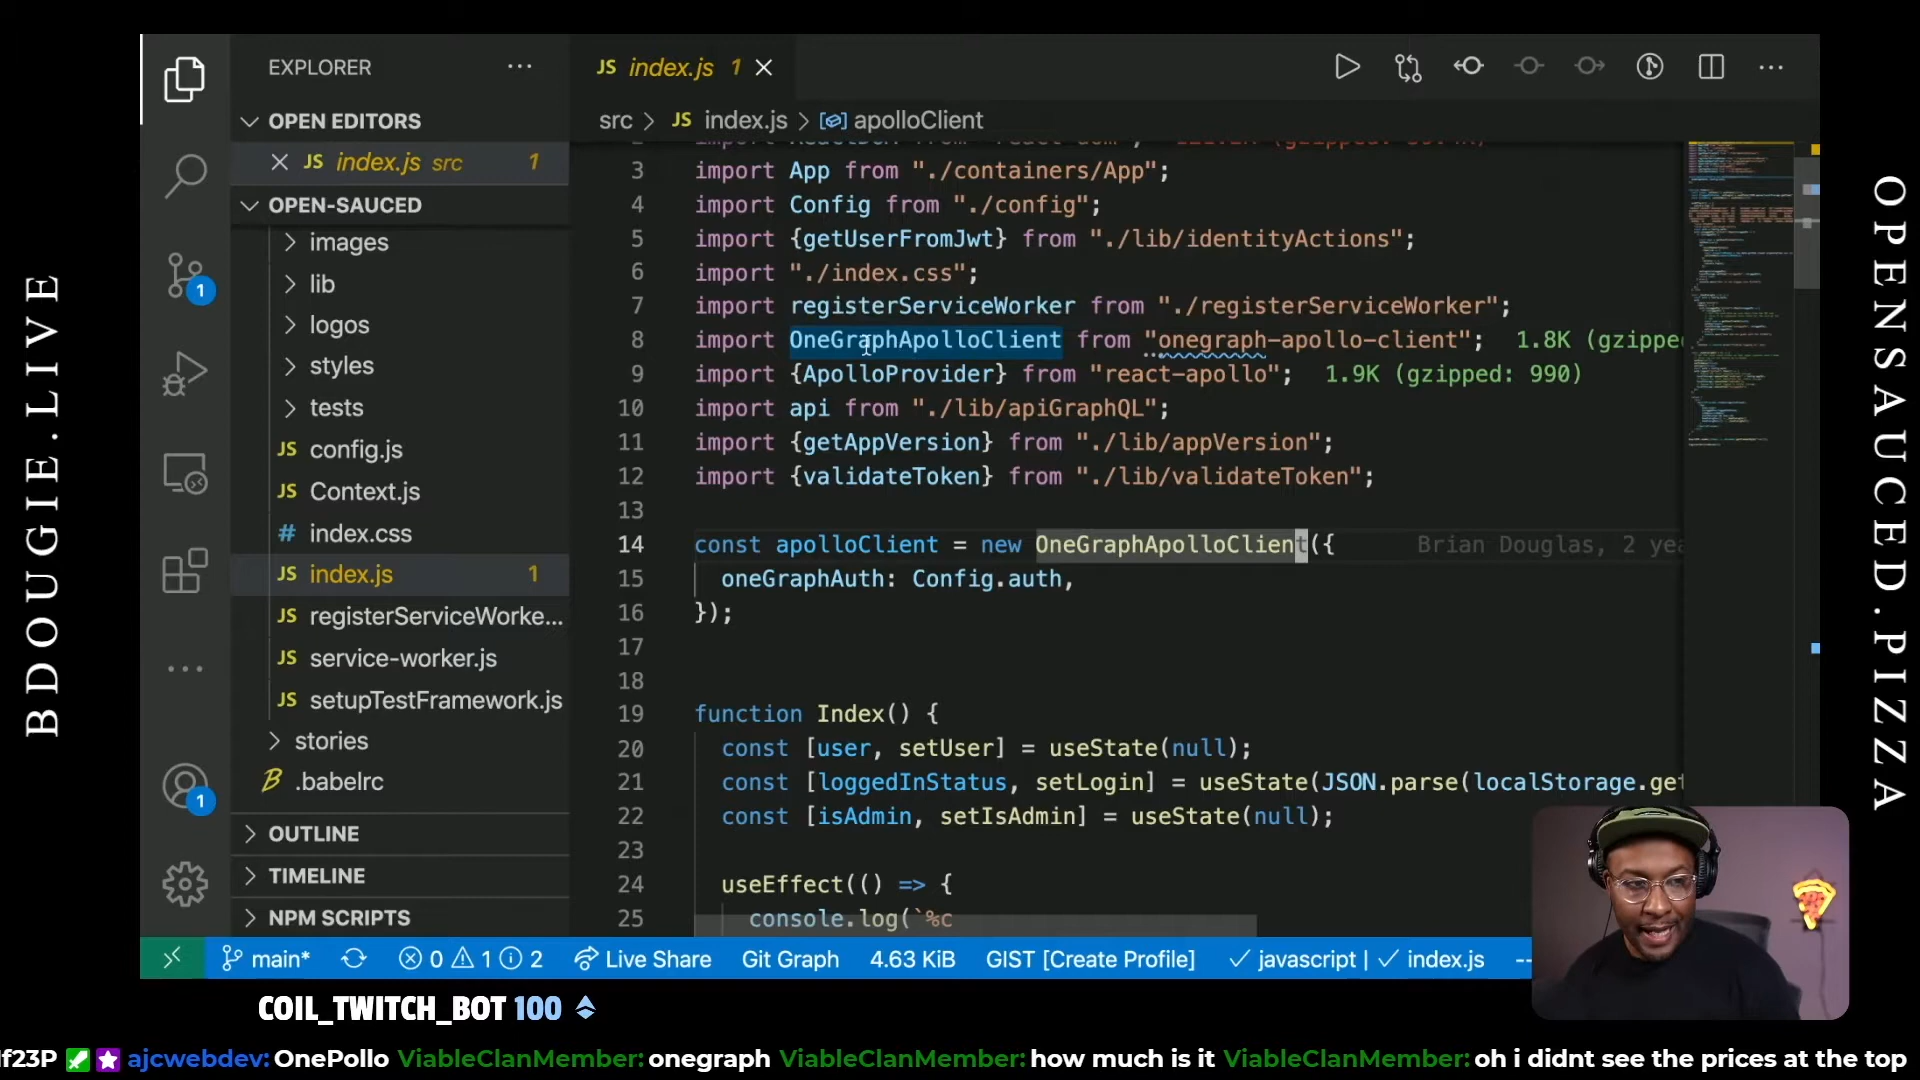 EXPLORER
OPEN EDITORS
JS index.js src 1
OPEN-SAUCED
images
lib
logos
styles
tests
JS config.js
JS Context.js
# index.css
JS index.js 1
JS registerServiceWorke...
JS service-worker.js
JS setupTestFramework.js
stories
.babelrc
OUTLINE
TIMELINE
NPM SCRIPTS
1
1
JS index.js 1
src > JS index.js > apolloClient
3 import App from "./containers/App";
4 import Config from "./config";
5 import {getUserFromJwt} from "./lib/identityActions";
6 import "./index.css";
7 import registerServiceWorker from "./registerServiceWorker";
8 import OneGraphApolloClient from "onegraph-apollo-client"; 1.8K (gzippe
9 import {ApolloProvider} from "react-apollo"; 1.9K (gzipped: 990)
10 import api from "./lib/apiGraphQL";
11 import {getAppVersion} from "./lib/appVersion";
12 import {validateToken} from "./lib/validateToken";
13
14 const apolloClient = new OneGraphApolloClient({ Brian Douglas, 2 yea
15 oneGraphAuth: Config.auth,
16 });
17
18
19 function Index() {
20 const [user, setUser] = useState(null);
21 const [loggedInStatus, setLogin] = useState(JSON.parse(localStorage.get
22 const [isAdmin, setIsAdmin] = useState(null);
23
24 useEffect(() => {
25 console.log(`%c
main* 0 1 2 Live Share Git Graph 4.63 KiB GIST [Create Profile] javascript | index.js --
BDOUGIE.LIVE
OPENSAUCED.PIZZA
COIL_TWITCH_BOT 100
f23P ajcwebdev: OnePollo ViableClanMember: onegraph ViableClanMember: how much is it ViableClanMember: oh i didnt see the prices at the top